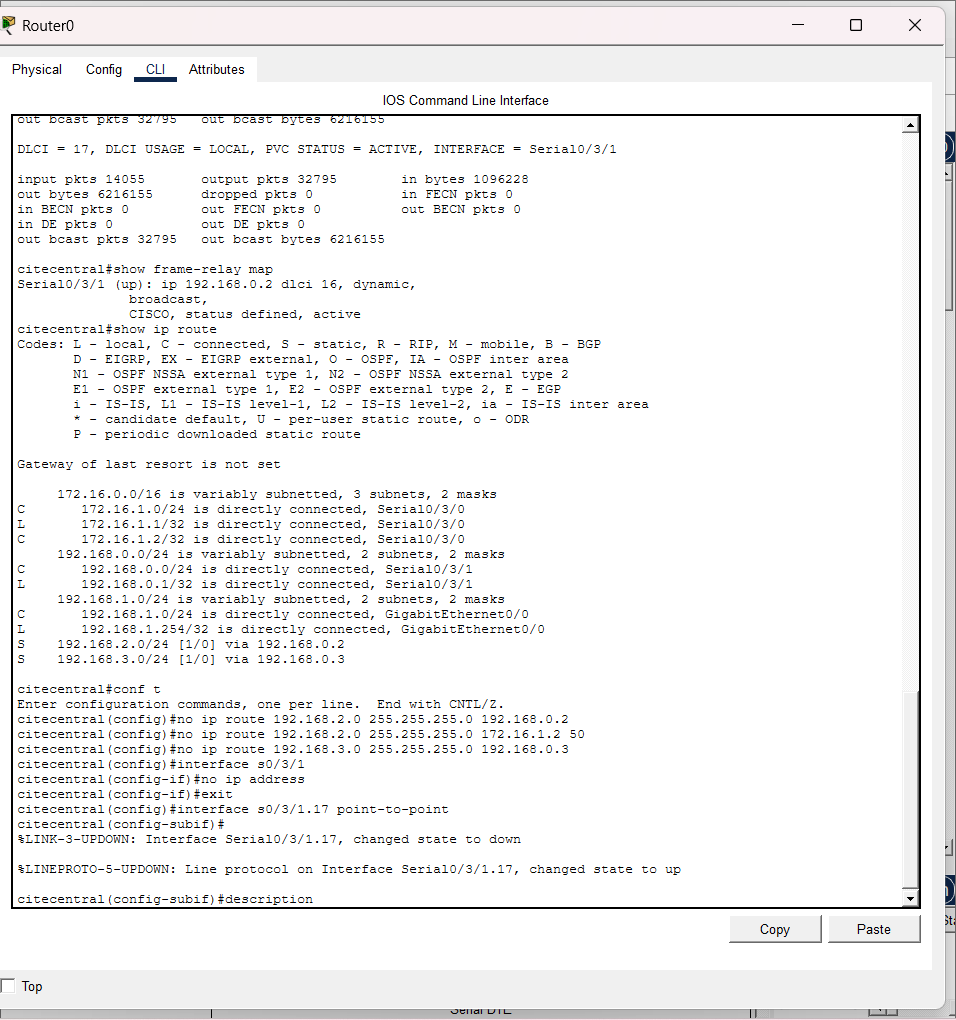 Router0
Physical Config CLI Attributes
IOS Command Line Interface
out bcast pkts 32795   out bcast bytes 6216155
DLCI = 17, DLCI USAGE = LOCAL, PVC STATUS = ACTIVE, INTERFACE = Serial0/3/1
input pkts 14055       output pkts 32795        in bytes 1096228
out bytes 6216155      dropped pkts 0           in FECN pkts 0
in BECN pkts 0         out FECN pkts 0          out BECN pkts 0
in DE pkts 0           out DE pkts 0
out bcast pkts 32795   out bcast bytes 6216155
citecentral#show frame-relay map
Serial0/3/1 (up): ip 192.168.0.2 dlci 16, dynamic,
              broadcast,
              CISCO, status defined, active
citecentral#show ip route
Codes: L - local, C - connected, S - static, R - RIP, M - mobile, B - BGP
       D - EIGRP, EX - EIGRP external, O - OSPF, IA - OSPF inter area
       N1 - OSPF NSSA external type 1, N2 - OSPF NSSA external type 2
       E1 - OSPF external type 1, E2 - OSPF external type 2, E - EGP
       i - IS-IS, L1 - IS-IS level-1, L2 - IS-IS level-2, ia - IS-IS inter area
       * - candidate default, U - per-user static route, o - ODR
       P - periodic downloaded static route
Gateway of last resort is not set
     172.16.0.0/16 is variably subnetted, 3 subnets, 2 masks
C       172.16.1.0/24 is directly connected, Serial0/3/0
L       172.16.1.1/32 is directly connected, Serial0/3/0
C       172.16.1.2/32 is directly connected, Serial0/3/0
     192.168.0.0/24 is variably subnetted, 2 subnets, 2 masks
C       192.168.0.0/24 is directly connected, Serial0/3/1
L       192.168.0.1/32 is directly connected, Serial0/3/1
     192.168.1.0/24 is variably subnetted, 2 subnets, 2 masks
C       192.168.1.0/24 is directly connected, GigabitEthernet0/0
L       192.168.1.254/32 is directly connected, GigabitEthernet0/0
S    192.168.2.0/24 [1/0] via 192.168.0.2
S    192.168.3.0/24 [1/0] via 192.168.0.3
citecentral#conf t
Enter configuration commands, one per line.  End with CNTL/Z.
citecentral(config)#no ip route 192.168.2.0 255.255.255.0 192.168.0.2
citecentral(config)#no ip route 192.168.2.0 255.255.255.0 172.16.1.2 50
citecentral(config)#no ip route 192.168.3.0 255.255.255.0 192.168.0.3
citecentral(config)#interface s0/3/1
citecentral(config-if)#no ip address
citecentral(config-if)#exit
citecentral(config)#interface s0/3/1.17 point-to-point
citecentral(config-subif)#
%LINK-3-UPDOWN: Interface Serial0/3/1.17, changed state to down
%LINEPROTO-5-UPDOWN: Line protocol on Interface Serial0/3/1.17, changed state to up
citecentral(config-subif)#description
Copy Paste
Top
Serial DTE